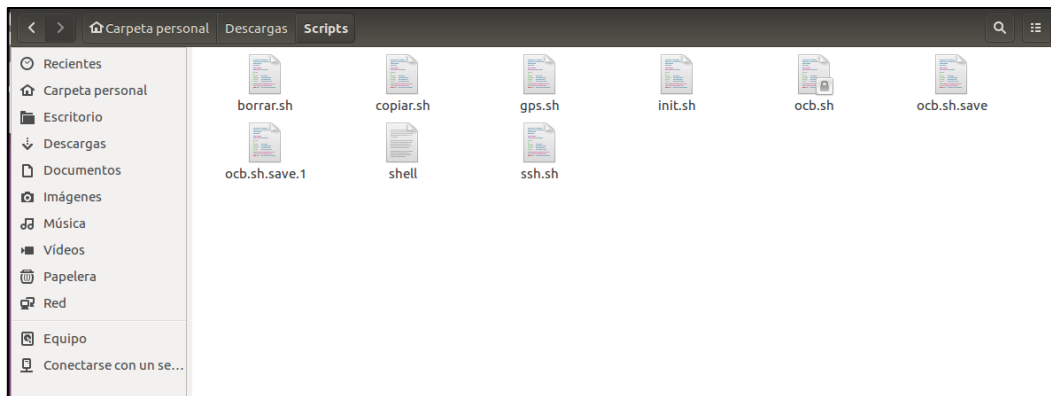 Carpeta personal Descargas Scripts
Recientes
Carpeta personal
Escritorio
Descargas
Documentos
Imágenes
Música
Vídeos
Papelera
Red
Equipo
Conectarse con un se...
borrar.sh copiar.sh gps.sh init.sh ocb.sh ocb.sh.save
ocb.sh.save.1 shell ssh.sh